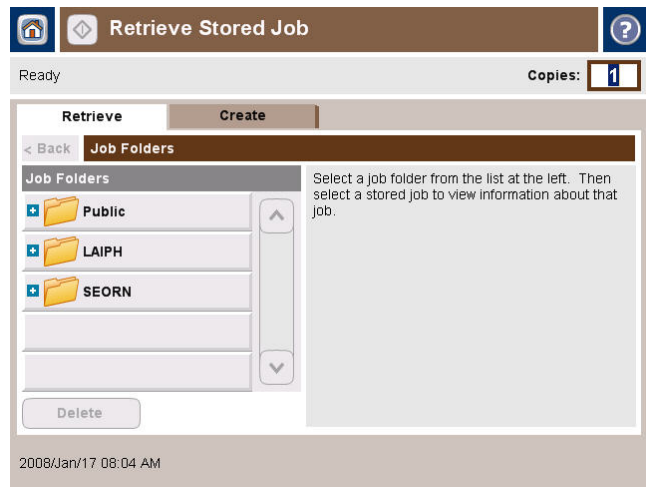 Retrieve Stored Job
?
Ready
Copies: 1
Retrieve
Create
< Back
Job Folders
Job Folders
Public
LAIPH
SEORN
Select a job folder from the list at the left. Then
select a stored job to view information about that
job.
Delete
2008/Jan/17 08:04 AM